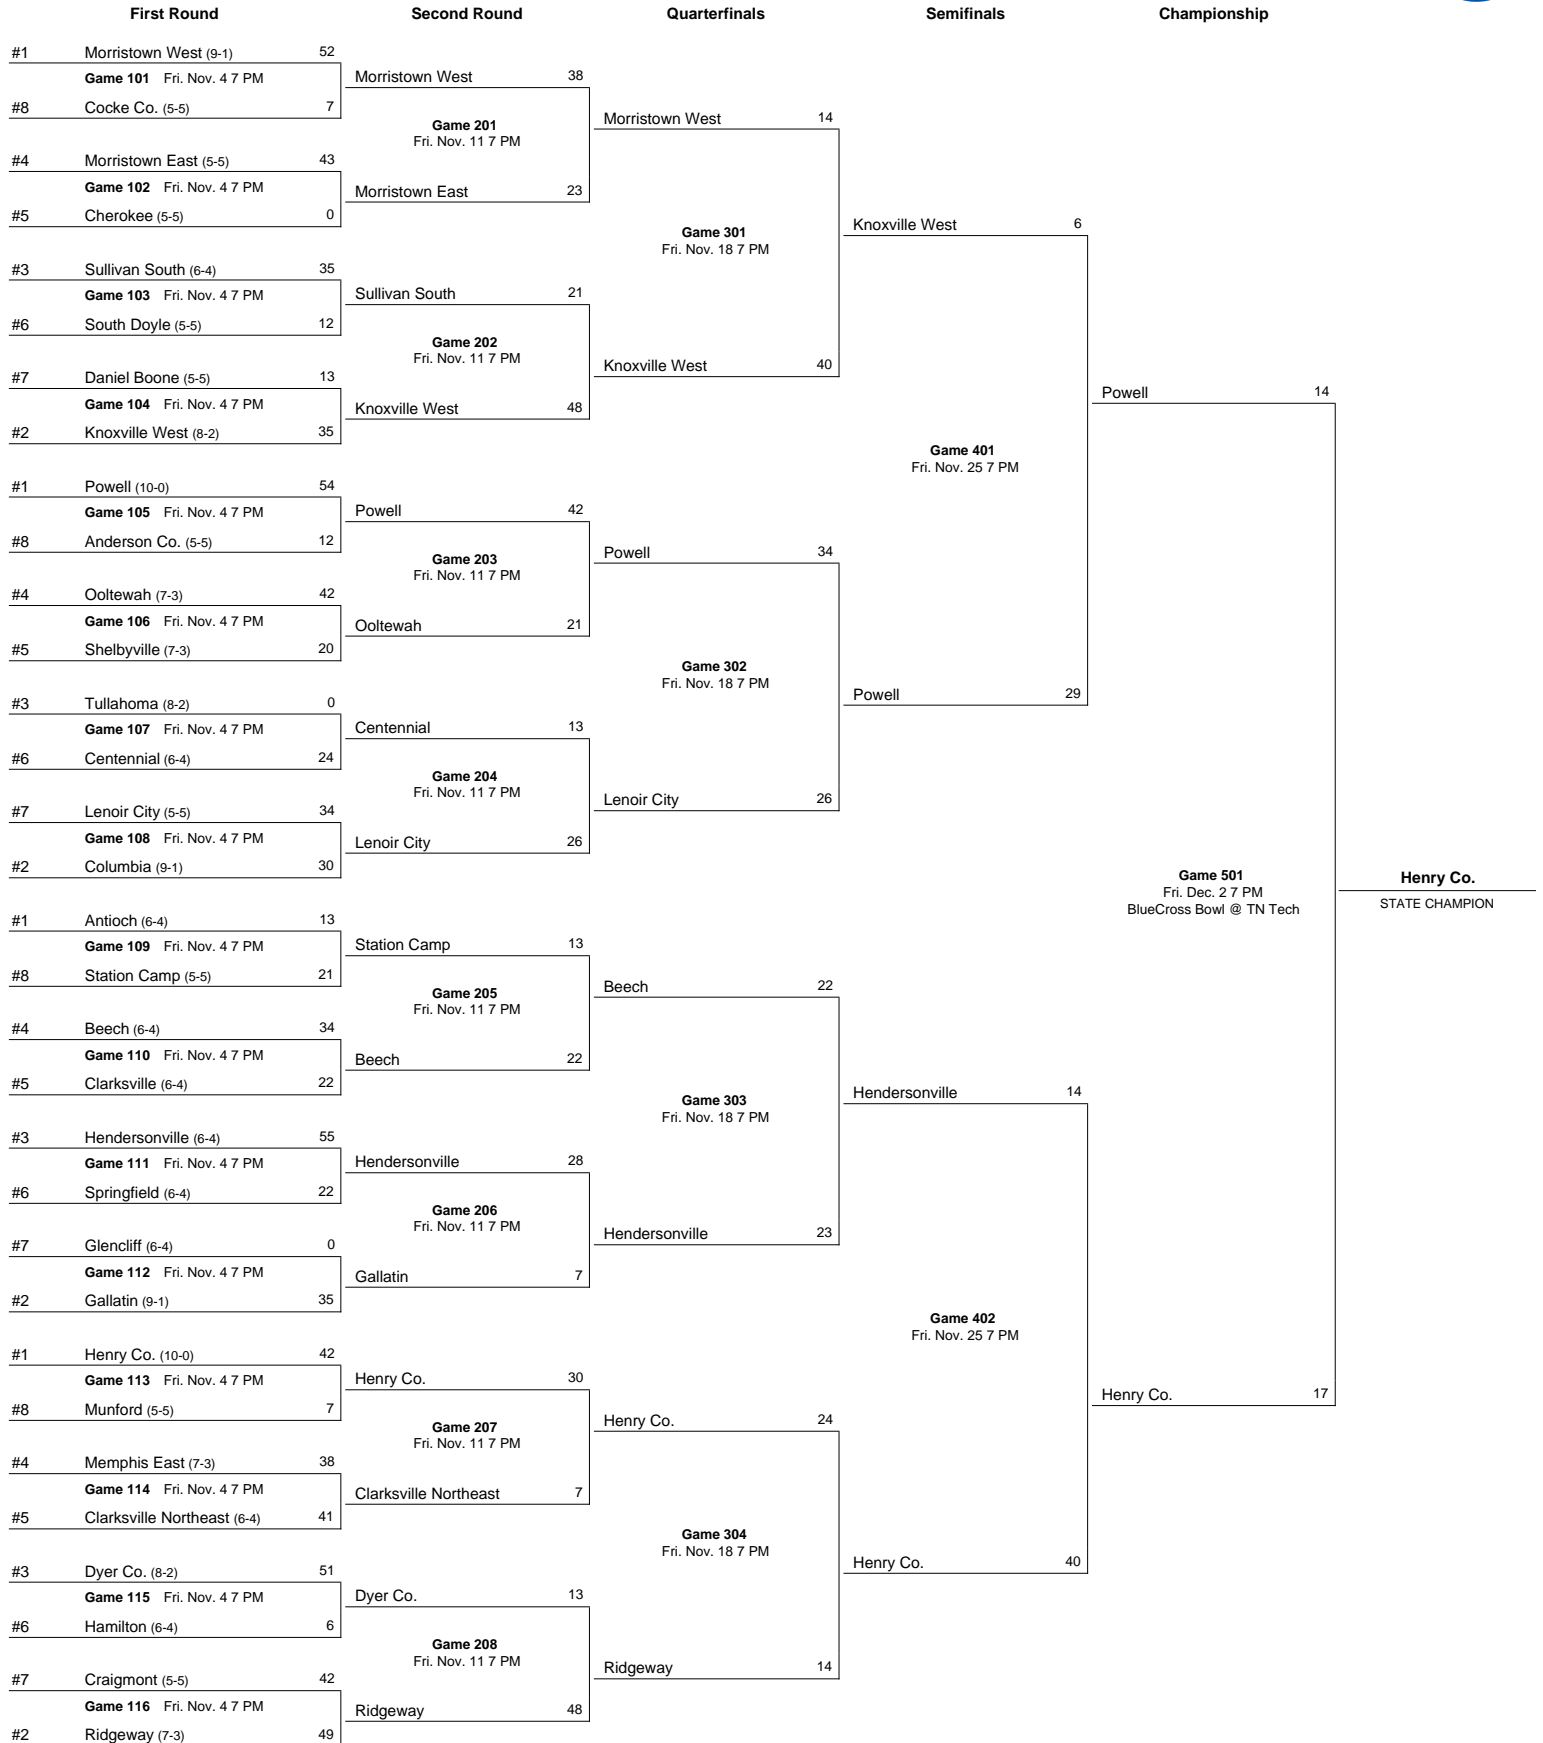 First Round Second Round Quarterfinals Semifinals Championship
#1 Morristown West (9-1) 52
Game 101 Fri. Nov. 4 7 PM
#8 Cocke Co. (5-5) 7
#4 Morristown East (5-5) 43
Game 102 Fri. Nov. 4 7 PM
#5 Cherokee (5-5) 0
#3 Sullivan South (6-4) 35
Game 103 Fri. Nov. 4 7 PM
#6 South Doyle (5-5) 12
#7 Daniel Boone (5-5) 13
Game 104 Fri. Nov. 4 7 PM
#2 Knoxville West (8-2) 35
#1 Powell (10-0) 54
Game 105 Fri. Nov. 4 7 PM
#8 Anderson Co. (5-5) 12
#4 Ooltewah (7-3) 42
Game 106 Fri. Nov. 4 7 PM
#5 Shelbyville (7-3) 20
#3 Tullahoma (8-2) 0
Game 107 Fri. Nov. 4 7 PM
#6 Centennial (6-4) 24
#7 Lenoir City (5-5) 34
Game 108 Fri. Nov. 4 7 PM
#2 Columbia (9-1) 30
#1 Antioch (6-4) 13
Game 109 Fri. Nov. 4 7 PM
#8 Station Camp (5-5) 21
#4 Beech (6-4) 34
Game 110 Fri. Nov. 4 7 PM
#5 Clarksville (6-4) 22
#3 Hendersonville (6-4) 55
Game 111 Fri. Nov. 4 7 PM
#6 Springfield (6-4) 22
#7 Glencliff (6-4) 0
Game 112 Fri. Nov. 4 7 PM
#2 Gallatin (9-1) 35
#1 Henry Co. (10-0) 42
Game 113 Fri. Nov. 4 7 PM
#8 Munford (5-5) 7
#4 Memphis East (7-3) 38
Game 114 Fri. Nov. 4 7 PM
#5 Clarksville Northeast (6-4) 41
#3 Dyer Co. (8-2) 51
Game 115 Fri. Nov. 4 7 PM
#6 Hamilton (6-4) 6
#7 Craigmont (5-5) 42
Game 116 Fri. Nov. 4 7 PM
#2 Ridgeway (7-3) 49
Morristown West 38
Game 201
Fri. Nov. 11 7 PM
Morristown East 23
Sullivan South 21
Game 202
Fri. Nov. 11 7 PM
Knoxville West 48
Powell 42
Game 203
Fri. Nov. 11 7 PM
Ooltewah 21
Centennial 13
Game 204
Fri. Nov. 11 7 PM
Lenoir City 26
Station Camp 13
Game 205
Fri. Nov. 11 7 PM
Beech 22
Hendersonville 28
Game 206
Fri. Nov. 11 7 PM
Gallatin 7
Henry Co. 30
Game 207
Fri. Nov. 11 7 PM
Clarksville Northeast 7
Dyer Co. 13
Game 208
Fri. Nov. 11 7 PM
Ridgeway 48
Morristown West 14
Game 301
Fri. Nov. 18 7 PM
Knoxville West 40
Powell 34
Game 302
Fri. Nov. 18 7 PM
Lenoir City 26
Beech 22
Game 303
Fri. Nov. 18 7 PM
Hendersonville 23
Henry Co. 24
Game 304
Fri. Nov. 18 7 PM
Ridgeway 14
Knoxville West 6
Game 401
Fri. Nov. 25 7 PM
Powell 29
Hendersonville 14
Game 402
Fri. Nov. 25 7 PM
Henry Co. 40
Powell 14
Game 501
Fri. Dec. 2 7 PM
BlueCross Bowl @ TN Tech
Henry Co. 17
Henry Co.
STATE CHAMPION